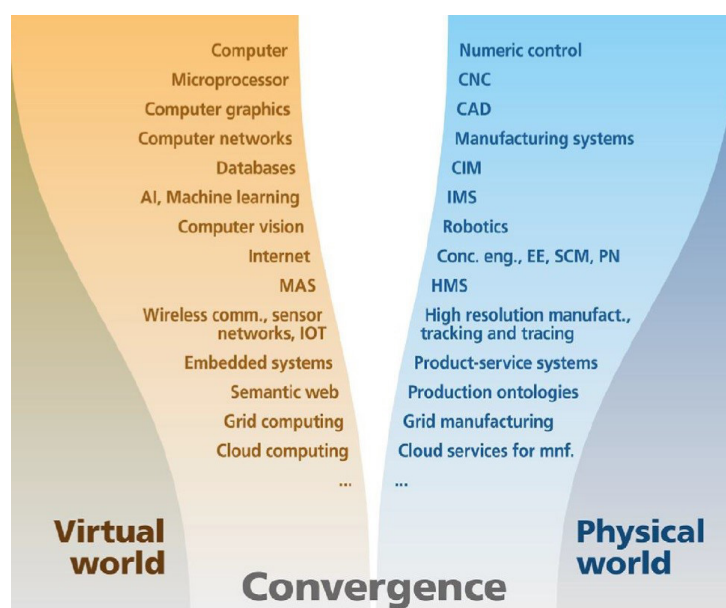 Computer
Microprocessor
Computer graphics
Computer networks
Databases
AI, Machine learning
Computer vision
Internet
MAS
Wireless comm., sensor
networks, IOT
Embedded systems
Semantic web
Grid computing
Cloud computing
...
Numeric control
CNC
CAD
Manufacturing systems
CIM
IMS
Robotics
Conc. eng., EE, SCM, PN
HMS
High resolution manufact.,
tracking and tracing
Product-service systems
Production ontologies
Grid manufacturing
Cloud services for mnf.
...
Virtual
world
Physical
world
Convergence